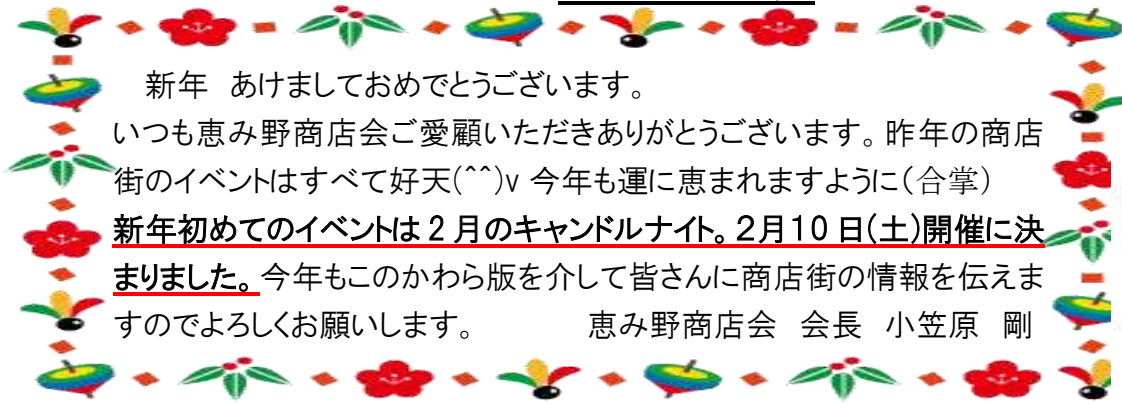 新年 あけましておめでとうございます。
いつも恵み野商店会ご愛顧いただきありがとうございます。昨年の商店
街のイベントはすべて好天(^^)v 今年も運に恵まれますように（合掌）
新年初めてのイベントは2月のキャンドルナイト。２月１０日(土)開催に決
まりました。今年もこのかわら版を介して皆さんに商店街の情報を伝えま
すのでよろしくお願いします。 恵み野商店会 会長 小笠原 剛